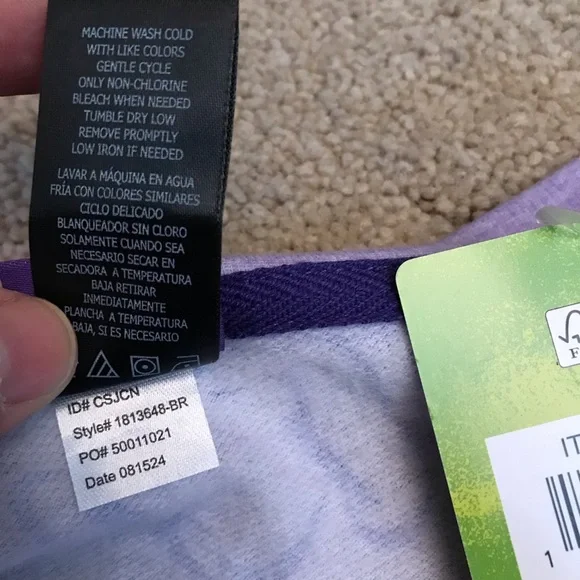 MACHINE WASH COLD
WITH LIKE COLORS
GENTLE CYCLE
ONLY NON-CHLORINE
BLEACH WHEN NEEDED
TUMBLE DRY LOW
REMOVE PROMPTLY
LOW IRON IF NEEDED
LAVAR A MÁQUINA EN AGUA
FRÍA CON COLORES SIMILARES
CICLO DELICADO
BLANQUEADOR SIN CLORO
SOLAMENTE CUANDO SEA
NECESARIO SECAR EN
SECADORA A TEMPERATURA
BAJA RETIRAR
INMEDIATAMENTE
PLANCHA A TEMPERATURA
BAJA, SI ES NECESARIO
ID# CSJCN
Style# 1813648-BR
PO# 50011021
Date 081524
F
IT
1